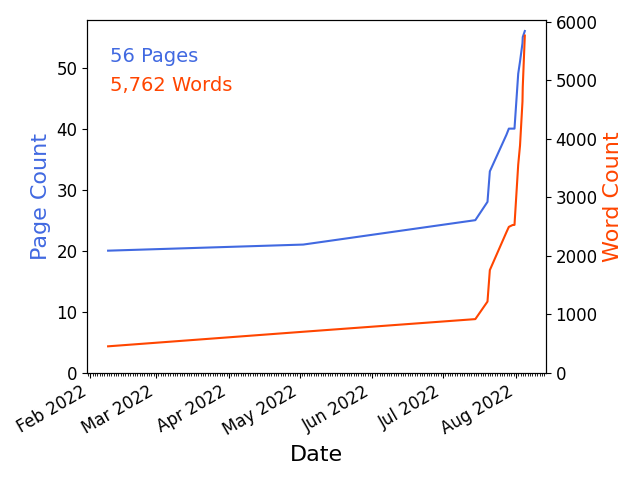 56 Pages
5,762 Words
Page Count
0
10
20
30
40
50
Word Count
0
1000
2000
3000
4000
5000
6000
Feb 2022
Mar 2022
Apr 2022
May 2022
Jun 2022
Jul 2022
Aug 2022
Date